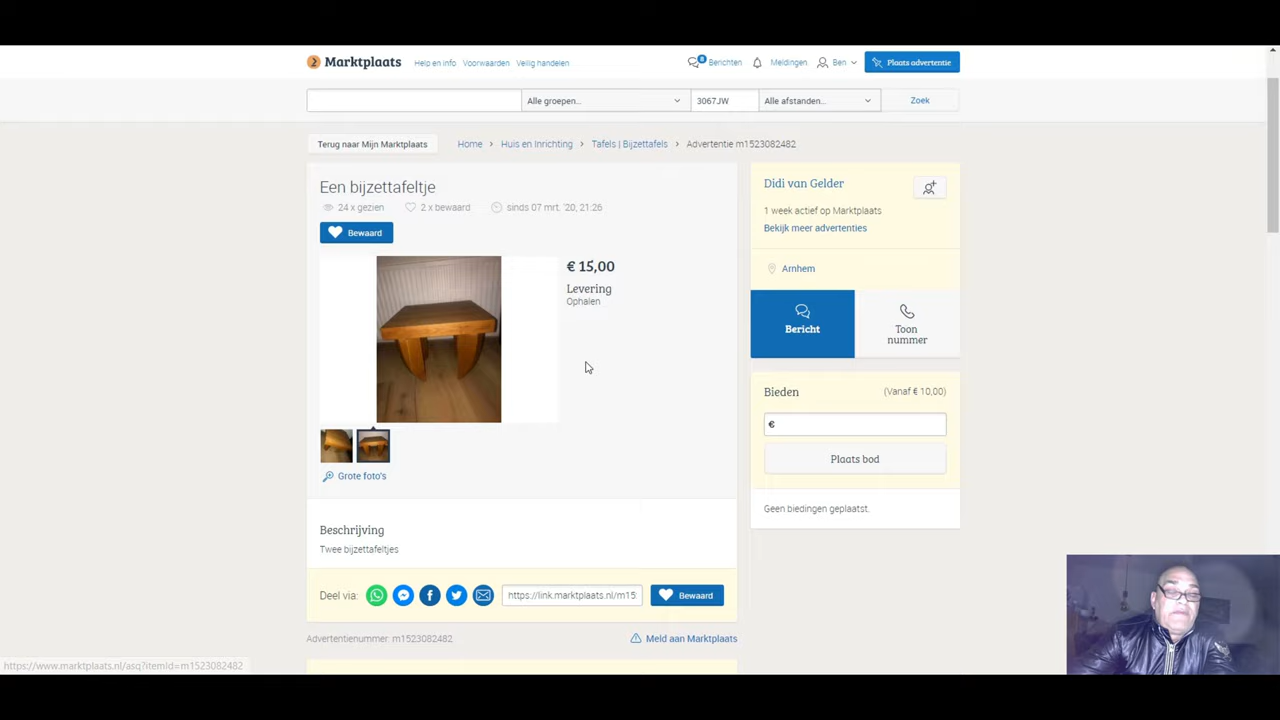 Marktplaats
Help en info
Voorwaarden
Veilig handelen
8
Berichten
Meldingen
Ben
Plaats advertentie
Alle groepen...
3067JW
Alle afstanden...
Zoek
Terug naar Mijn Marktplaats
Home > Huis en Inrichting > Tafels | Bijzettafels > Advertentie m1523082482
Een bijzettafeltje
24 x gezien
2 x bewaard
sinds 07 mrt. '20, 21:26
Bewaard
€ 15,00
Levering
Ophalen
Grote foto's
Beschrijving
Twee bijzettafeltjes
Deel via:
https://link.marktplaats.nl/m15
Bewaard
Advertentienummer: m1523082482
Meld aan Marktplaats
Didi van Gelder
1 week actief op Marktplaats
Bekijk meer advertenties
Arnhem
Bericht
Toon
nummer
Bieden
(Vanaf € 10,00)
€
Plaats bod
Geen biedingen geplaatst.
https://www.marktplaats.nl/asq?itemId=m1523082482